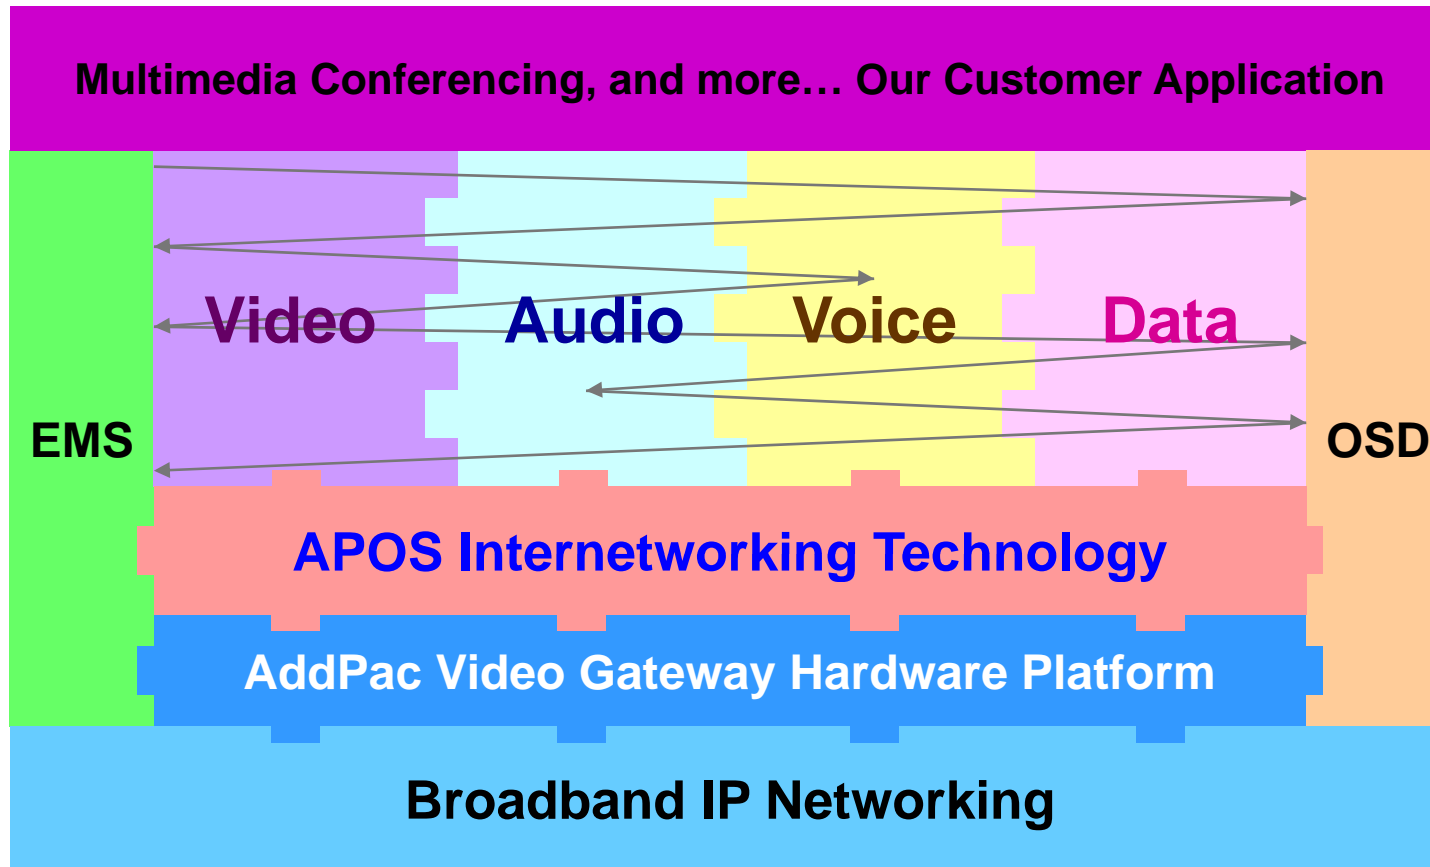 Multimedia Conferencing, and more… Our Customer Application
Video Audio Voice Data
EMS
OSD
APOS Internetworking Technology
AddPac Video Gateway Hardware Platform
Broadband IP Networking